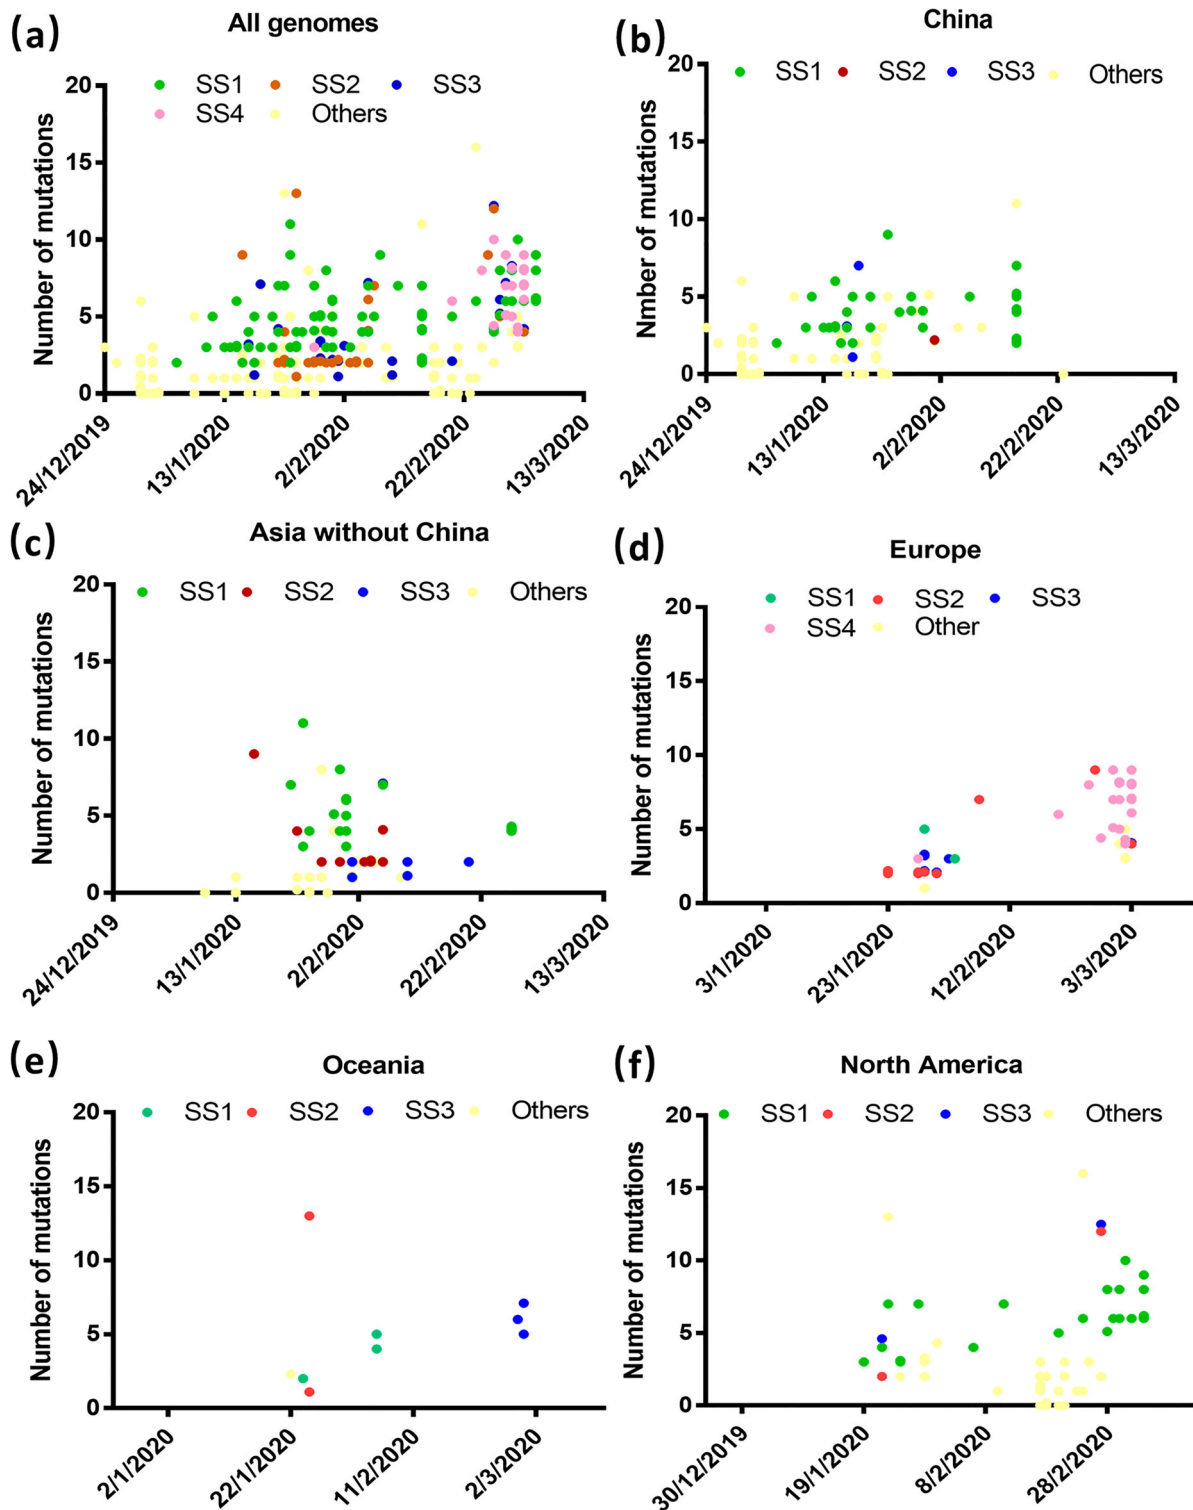 (a)
All genomes
SS1 SS2 SS3
SS4 Others
Number of mutations
20
15
10
5
0
24/12/2019
13/1/2020
2/2/2020
22/2/2020
13/3/2020
(b)
China
SS1 SS2 SS3 Others
Nmber of mutations
20
15
10
5
0
24/12/2019
13/1/2020
2/2/2020
22/2/2020
13/3/2020
(c)
Asia without China
SS1 SS2 SS3 Others
Number of mutations
20
15
10
5
0
24/12/2019
13/1/2020
2/2/2020
22/2/2020
13/3/2020
(d)
Europe
SS1 SS2 SS3
SS4 Other
Number of mutations
20
15
10
5
0
3/1/2020
23/1/2020
12/2/2020
3/3/2020
(e)
Oceania
SS1 SS2 SS3 Others
Number of mutations
20
15
10
5
0
2/1/2020
22/1/2020
11/2/2020
2/3/2020
(f)
North America
SS1 SS2 SS3 Others
Number of mutations
20
15
10
5
0
30/12/2019
19/1/2020
8/2/2020
28/2/2020